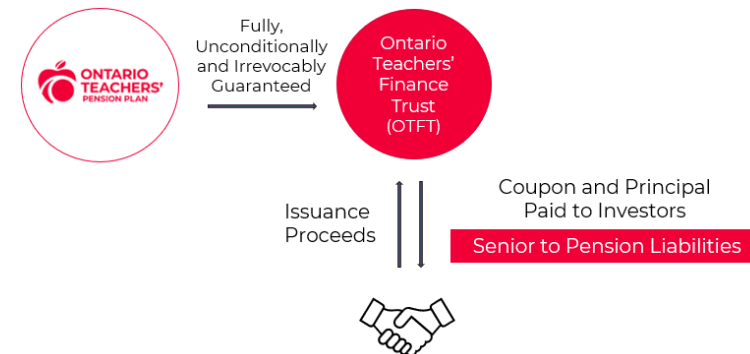 ONTARIO
TEACHERS'
PENSION PLAN
Fully,
Unconditionally
and Irrevocably
Guaranteed
Ontario
Teachers'
Finance
Trust
(OTFT)
Issuance
Proceeds
Coupon and Principal
Paid to Investors
Senior to Pension Liabilities